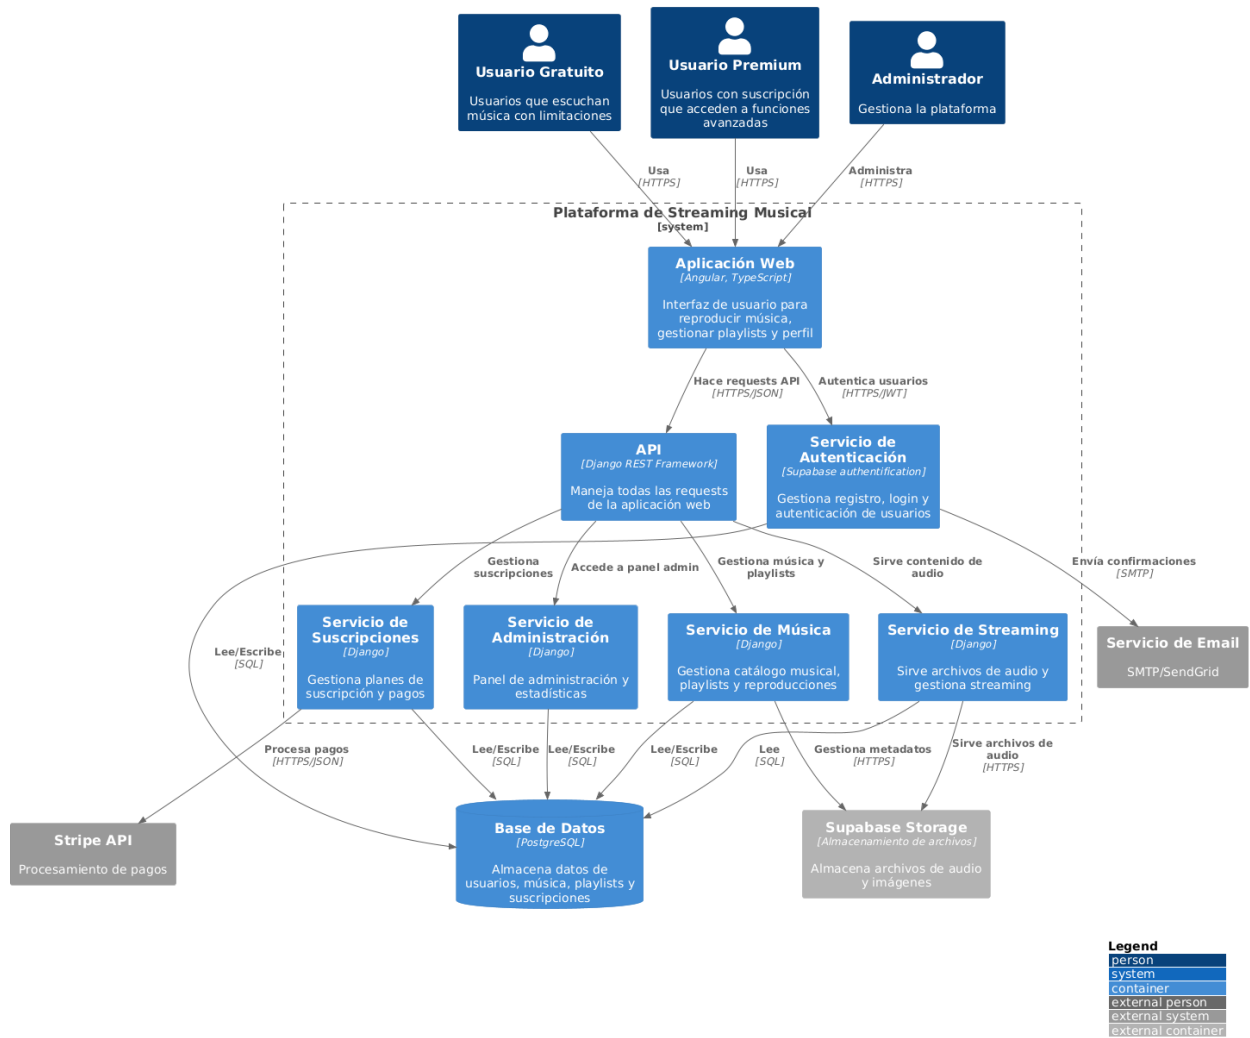 Usuario Gratuito
Usuarios que escuchan
música con limitaciones
Usuario Premium
Usuarios con suscripción
que acceden a funciones
avanzadas
Administrador
Gestiona la plataforma
Usa
[HTTPS]
Usa
[HTTPS]
Administra
[HTTPS]
Plataforma de Streaming Musical
[system]
Aplicación Web
[Angular, TypeScript]
Interfaz de usuario para
reproducir música,
gestionar playlists y perfil
Hace requests API
[HTTPS/JSON]
Autentica usuarios
[HTTPS/JWT]
API
[Django REST Framework]
Maneja todas las requests
de la aplicación web
Servicio de
Autenticación
[Supabase authentification]
Gestiona registro, login y
autenticación de usuarios
Gestiona
suscripciones
Accede a panel admin
Gestiona música y
playlists
Sirve contenido de
audio
Envía confirmaciones
[SMTP]
Servicio de
Suscripciones
[Django]
Gestiona planes de
suscripción y pagos
Servicio de
Administración
[Django]
Panel de administración y
estadísticas
Servicio de Música
[Django]
Gestiona catálogo musical,
playlists y reproducciones
Servicio de Streaming
[Django]
Sirve archivos de audio y
gestiona streaming
Servicio de Email
SMTP/SendGrid
Lee/Escribe
[SQL]
Procesa pagos
[HTTPS/JSON]
Lee/Escribe
[SQL]
Lee/Escribe
[SQL]
Lee/Escribe
[SQL]
Lee
[SQL]
Gestiona metadatos
[HTTPS]
Sirve archivos de
audio
[HTTPS]
Stripe API
Procesamiento de pagos
Base de Datos
[PostgreSQL]
Almacena datos de
usuarios, música, playlists y
suscripciones
Supabase Storage
[Almacenamiento de archivos]
Almacena archivos de audio
y imágenes
Legend
person
system
container
external person
external system
external container